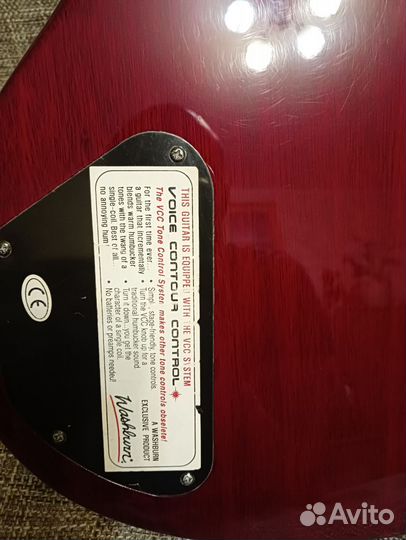 THIS GUITAR IS EQUIPPED WITH THE VCC SYSTEM
VOICE CONTOUR CONTROL
The VCC Tone Control System makes other tone controls obsolete!
For the first time ever...
a guitar that incrementally
blends warm humbucker
tones with the twang of a
single-coil. Best of all...
no annoying hum!
• Simple, stage-friendly, tone controls.
• Turn the VCC knob up for a
traditional humbucker sound.
• Turn it down, you get the
character of a single coil.
• No batteries or preamps needed!
A WASHBURN
EXCLUSIVE PRODUCT
Washburn
CE
Avito